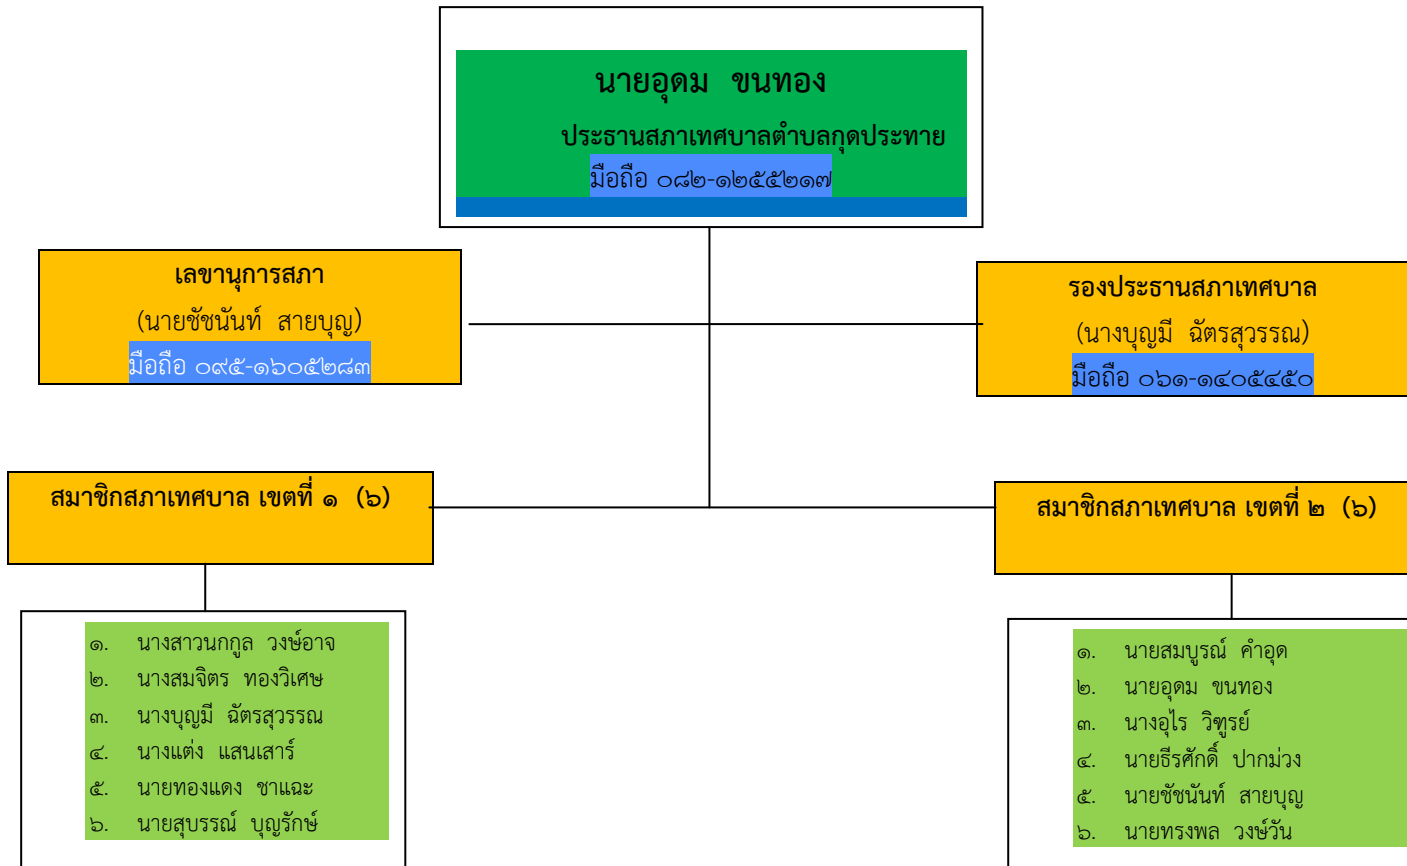 นายอุดม ขนทอง
ประธานสภาเทศบาลตำบลกุดประทาย
มือถือ ๐๘๒-๑๒๕๕๒๑๗
เลขานุการสภา
(นายชัชนันท์ สายบุญ)
มือถือ ๐๙๕-๑๖๐๕๒๘๓
รองประธานสภาเทศบาล
(นางบุญมี ฉัตรสุวรรณ)
มือถือ ๐๖๑-๑๔๐๕๔๕๐
สมาชิกสภาเทศบาล เขตที่ ๑ (๖)
สมาชิกสภาเทศบาล เขตที่ ๒ (๖)
๑. นางสาวนกกูล วงษ์อาจ
๒. นางสมจิตร ทองวิเศษ
๓. นางบุญมี ฉัตรสุวรรณ
๔. นางแต่ง แสนเสาร์
๕. นายทองแดง ชาแฉะ
๖. นายสุบรรณ์ บุญรักษ์
๑. นายสมบูรณ์ คำอุด
๒. นายอุดม ขนทอง
๓. นางอุไร วิฑูรย์
๔. นายธีรศักดิ์ ปากม่วง
๕. นายชัชนันท์ สายบุญ
๖. นายทรงพล วงษ์วัน